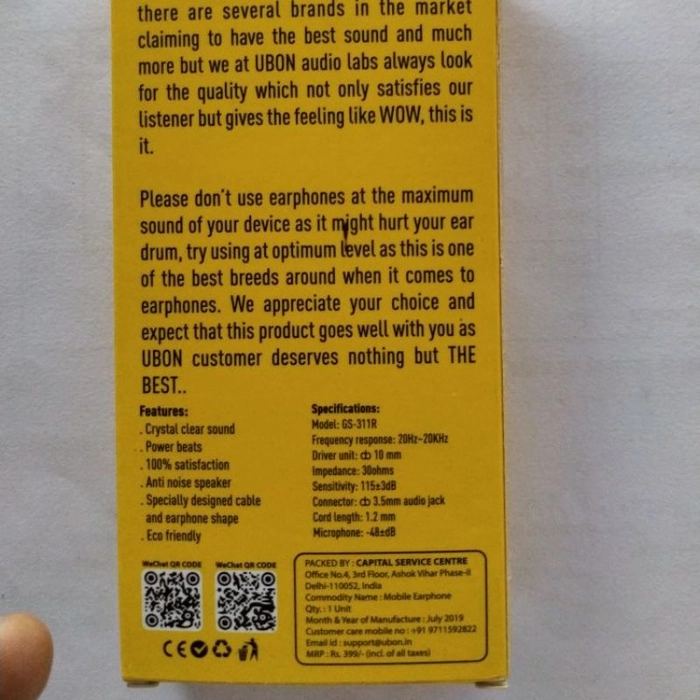 there are several brands in the market
claiming to have the best sound and much
more but we at UBON audio labs always look
for the quality which not only satisfies our
listener but gives the feeling like WOW, this is
it.
Please don't use earphones at the maximum
sound of your device as it might hurt your ear
drum, try using at optimum level as this is one
of the best breeds around when it comes to
earphones. We appreciate your choice and
expect that this product goes well with you as
UBON customer deserves nothing but THE
BEST..
Features:
. Crystal clear sound
. Power beats
. 100% satisfaction
. Anti noise speaker
. Specially designed cable
and earphone shape
. Eco friendly
Specifications:
Model: GS-311R
Frequency response: 20Hz~20KHz
Driver unit: ф 10 mm
Impedance: 30ohms
Sensitivity: 115±3dB
Connector: ф 3.5mm audio jack
Cord length: 1.2 mm
Microphone: -48±dB
WeChat QR CODE WeChat QR CODE
CE
PACKED BY : CAPITAL SERVICE CENTRE
Office No.4, 3rd Floor, Ashok Vihar Phase-II
Delhi-110052, India
Commodity Name : Mobile Earphone
Qty. : 1 Unit
Month & Year of Manufacture : July 2019
Customer care mobile no : +91 9711592822
Email id : support@ubon.in
MRP : Rs. 399/- (incl. of all taxes)